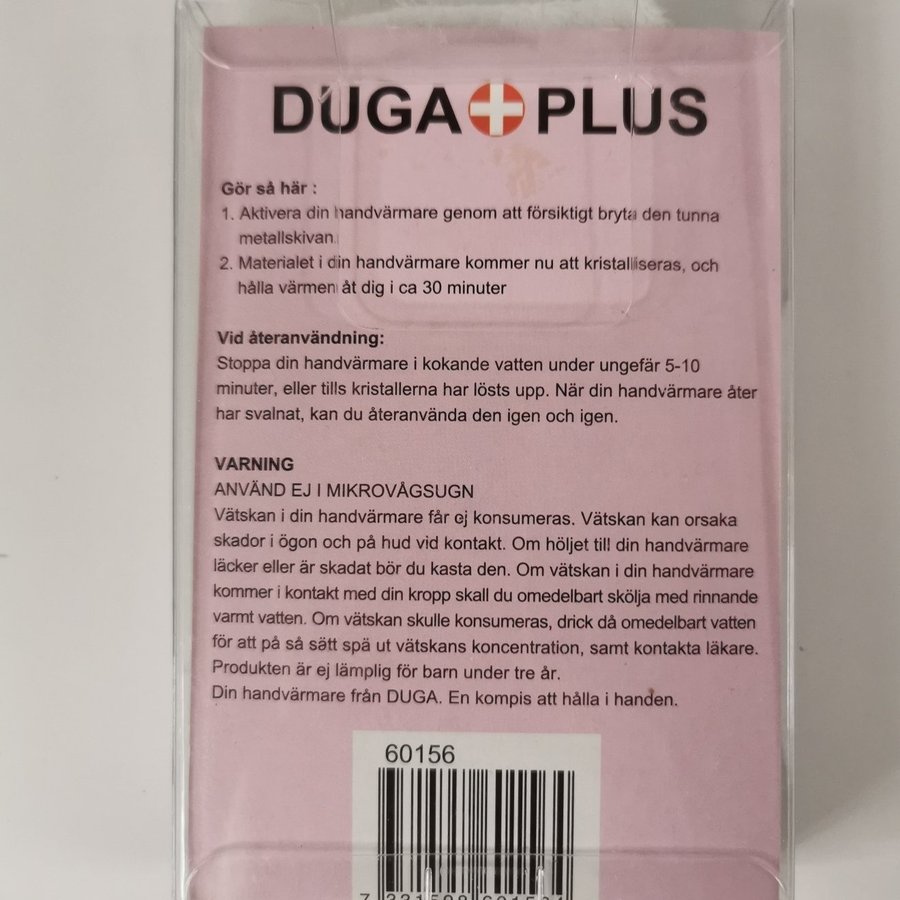 DUGA PLUS
Gör så här :
1. Aktivera din handvärmare genom att försiktigt bryta den tunna
metallskivan.
2. Materialet i din handvärmare kommer nu att kristalliseras, och
hålla värmen åt dig i ca 30 minuter
Vid återanvändning:
Stoppa din handvärmare i kokande vatten under ungefär 5-10
minuter, eller tills kristallerna har lösts upp. När din handvärmare åter
har svalnat, kan du återanvända den igen och igen.
VARNING
ANVÄND EJ I MIKROVÅGSUGN
Vätskan i din handvärmare får ej konsumeras. Vätskan kan orsaka
skador i ögon och på hud vid kontakt. Om höljet till din handvärmare
läcker eller är skadat bör du kasta den. Om vätskan i din handvärmare
kommer i kontakt med din kropp skall du omedelbart skölja med rinnande
varmt vatten. Om vätskan skulle konsumeras, drick då omedelbart vatten
för att på så sätt spä ut vätskans koncentration, samt kontakta läkare.
Produkten är ej lämplig för barn under tre år.
Din handvärmare från DUGA. En kompis att hålla i handen.
60156